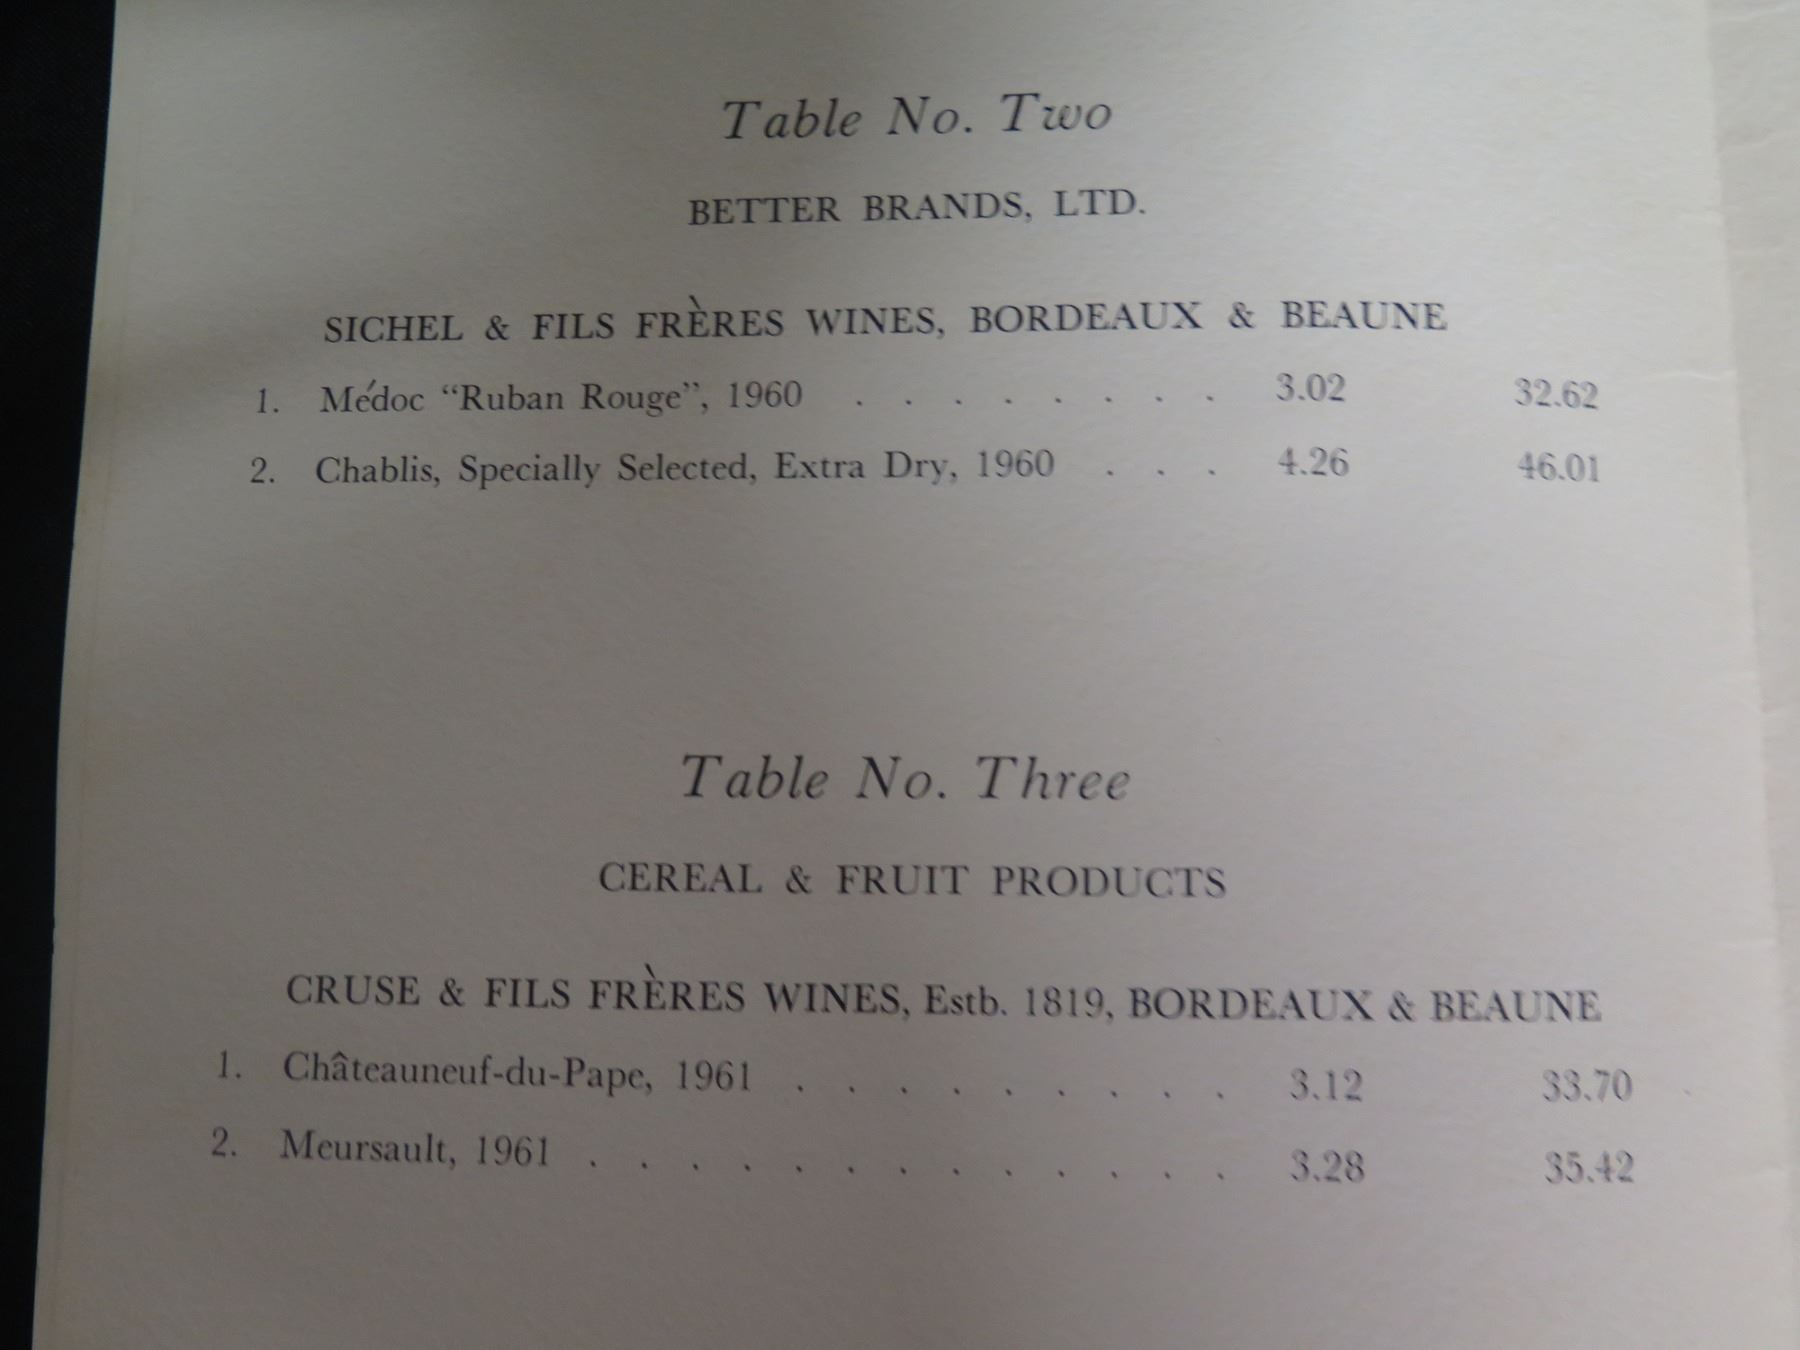 Table No. Two
BETTER BRANDS, LTD.
SICHEL & FILS FRÈRES WINES, BORDEAUX & BEAUNE
1. Médoc “Ruban Rouge”, 1960 . . . . . . . . 3.02 32.62
2. Chablis, Specially Selected, Extra Dry, 1960 . . . 4.26 46.01
Table No. Three
CEREAL & FRUIT PRODUCTS
CRUSE & FILS FRÈRES WINES, Estb. 1819, BORDEAUX & BEAUNE
1. Châteauneuf-du-Pape, 1961 . . . . . . . . . 3.12 33.70
2. Meursault, 1961 . . . . . . . . . . . . . 3.28 35.42